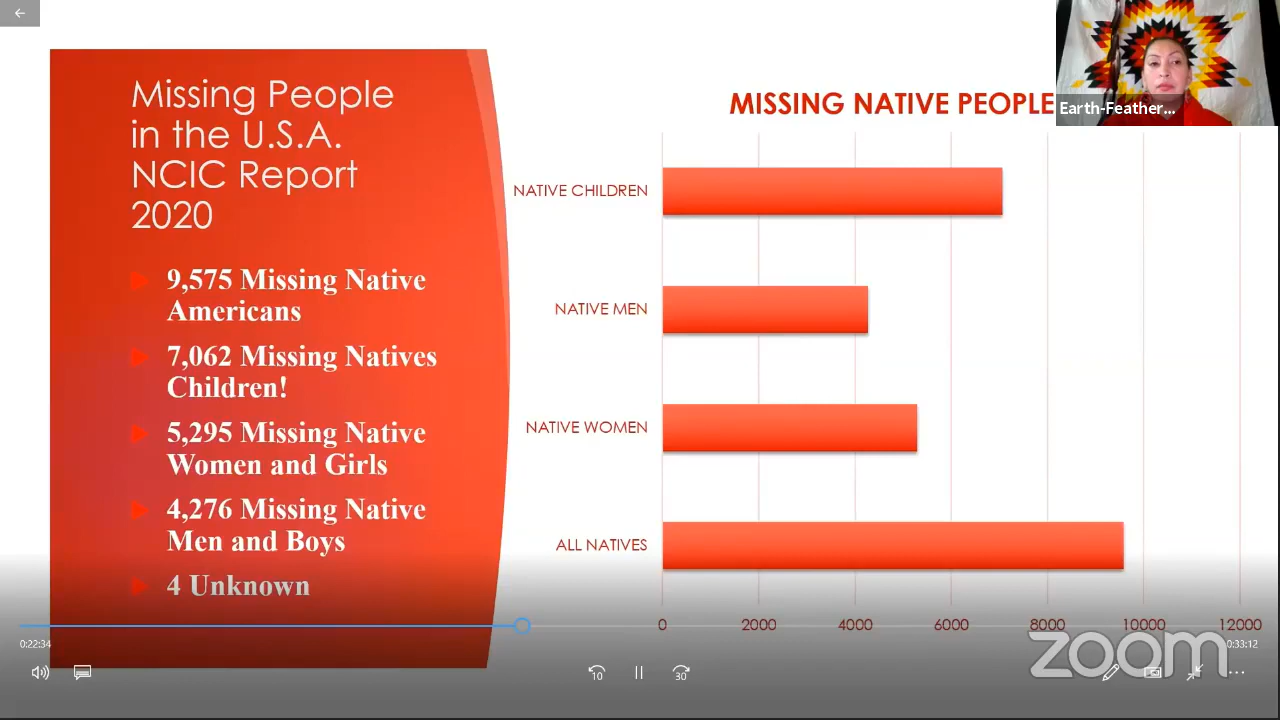 Missing People
in the U.S.A.
NCIC Report
2020
9,575 Missing Native
Americans
7,062 Missing Natives
Children!
5,295 Missing Native
Women and Girls
4,276 Missing Native
Men and Boys
4 Unknown
MISSING NATIVE PEOPLE
NATIVE CHILDREN
NATIVE MEN
NATIVE WOMEN
ALL NATIVES
0 2000 4000 6000 8000 10000 12000
Earth-Feather...
0:22:34
0:33:12
10
30
zoom